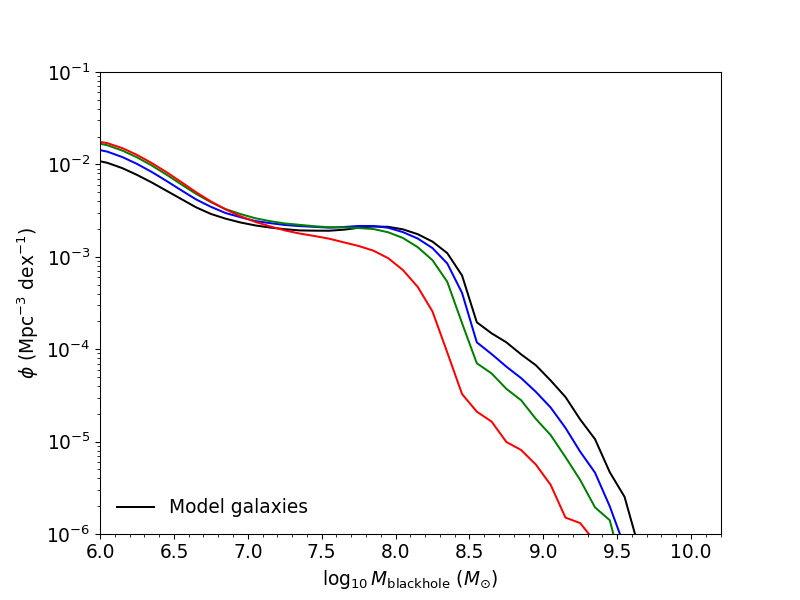 10⁻¹
10⁻²
10⁻³
10⁻⁴
10⁻⁵
10⁻⁶
ϕ (Mpc⁻³ dex⁻¹)
Model galaxies
6.0 6.5 7.0 7.5 8.0 8.5 9.0 9.5 10.0
log₁₀ M_blackhole (M_⊙)